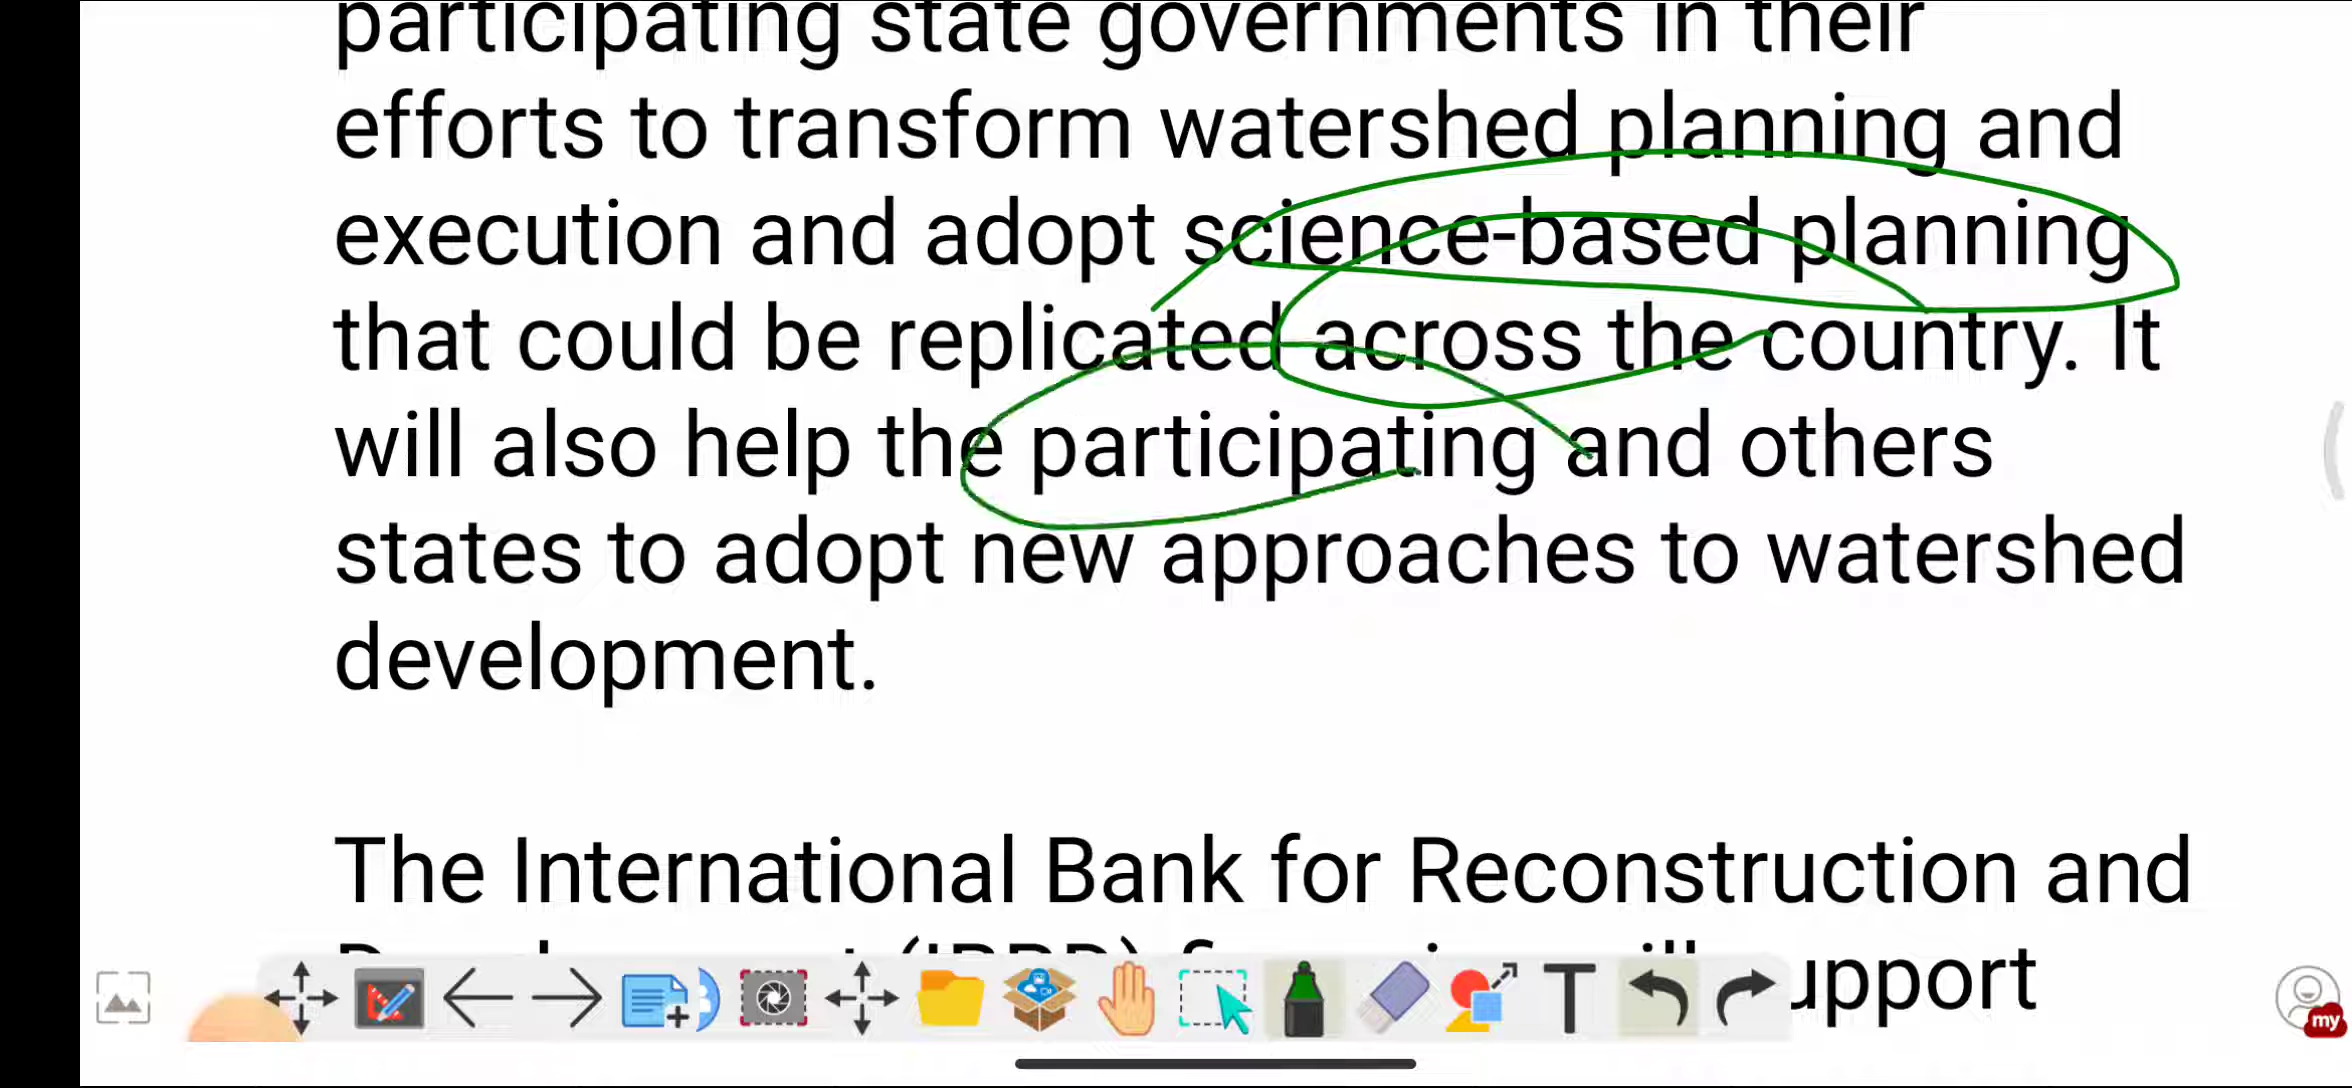 participating state governments in their
efforts to transform watershed planning and
execution and adopt science-based planning
that could be replicated across the country. It
will also help the participating and others
states to adopt new approaches to watershed
development.
The International Bank for Reconstruction and
upport
T
my